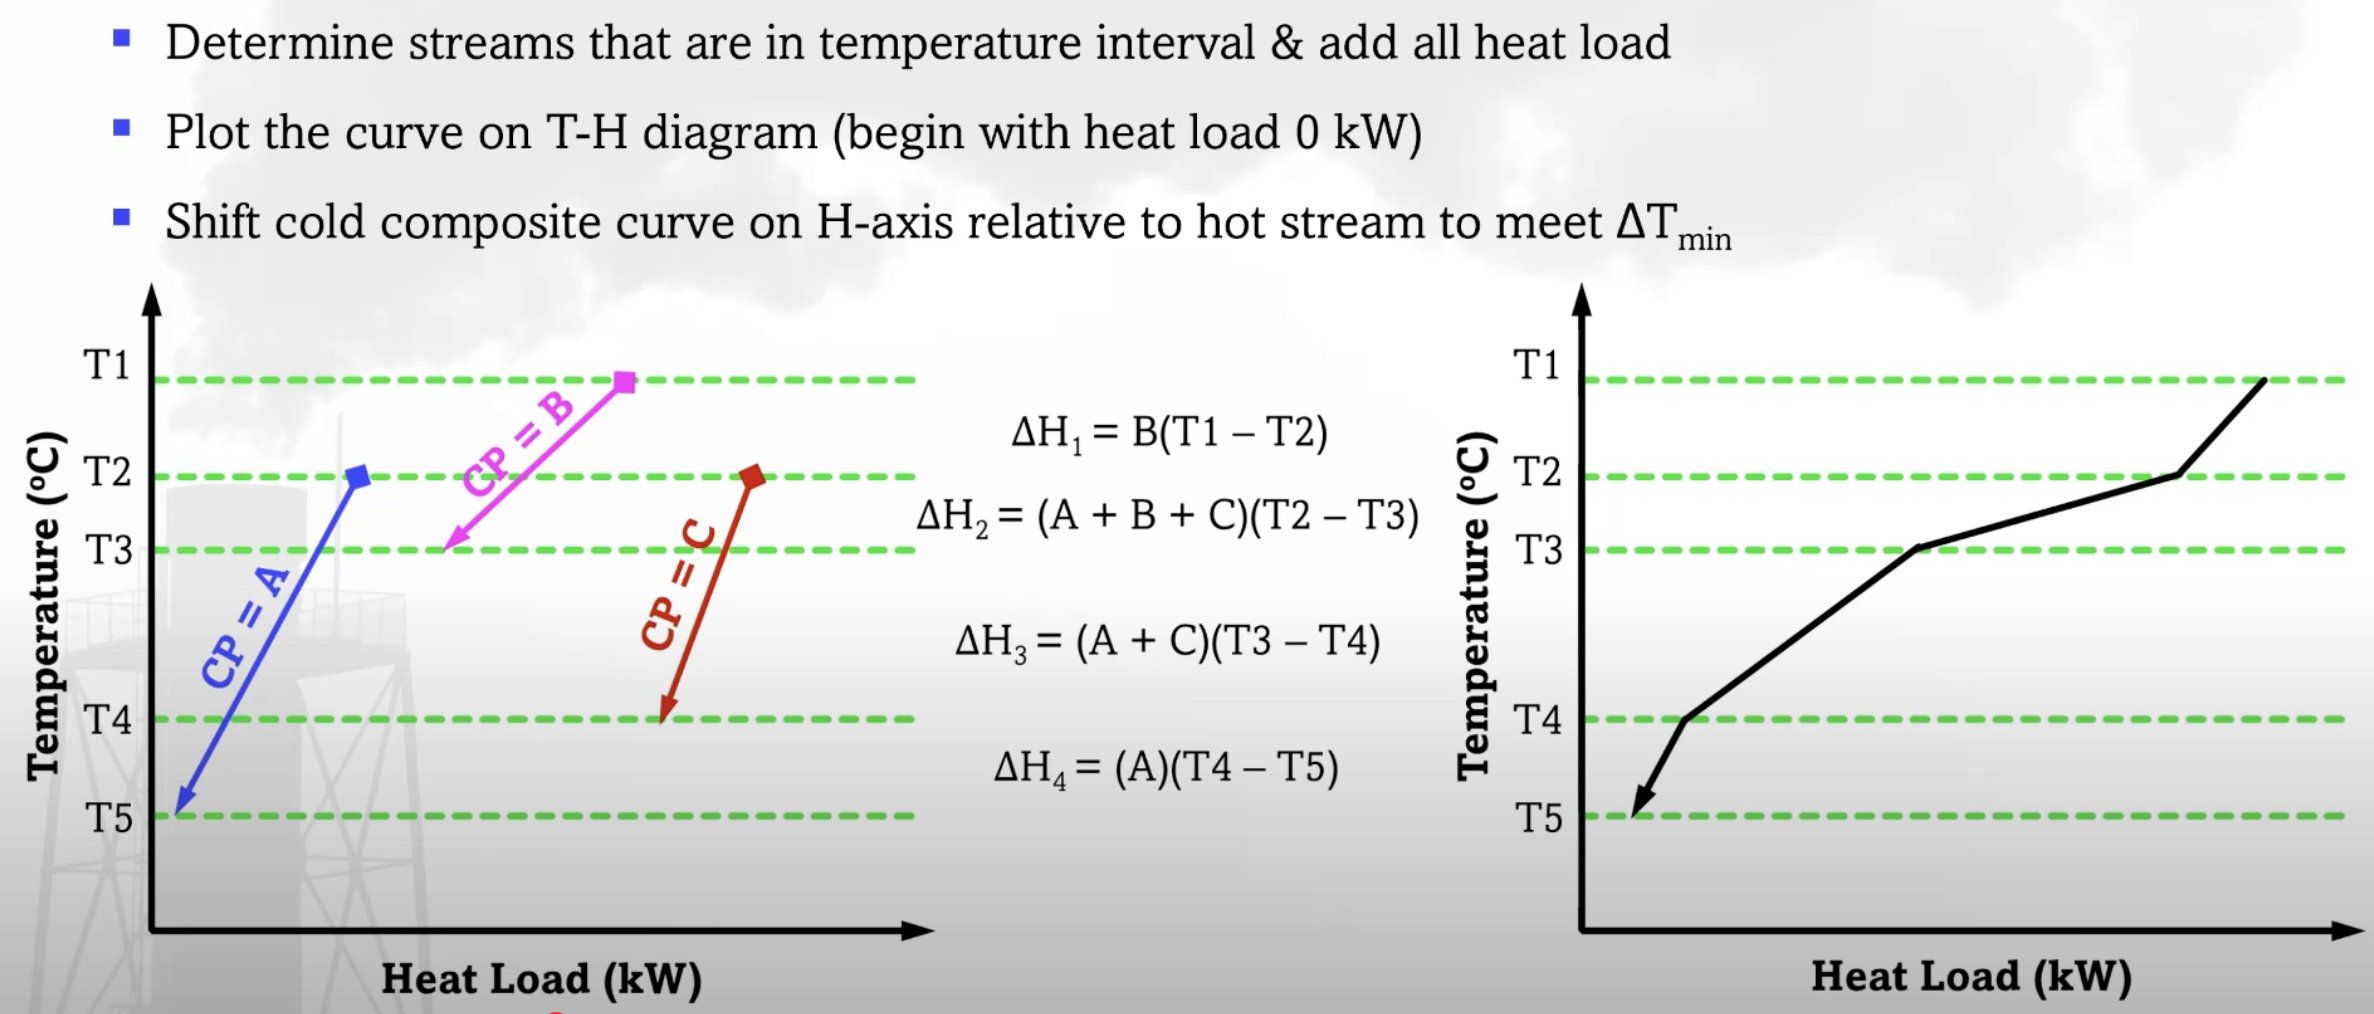 Determine streams that are in temperature interval & add all heat load
Plot the curve on T-H diagram (begin with heat load 0 kW)
Shift cold composite curve on H-axis relative to hot stream to meet ΔTmin
Temperature (ºC)
T1
T2
T3
T4
T5
CP = A
CP = B
CP = C
Heat Load (kW)
ΔH1 = B(T1 – T2)
ΔH2 = (A + B + C)(T2 – T3)
ΔH3 = (A + C)(T3 – T4)
ΔH4 = (A)(T4 – T5)
Temperature (ºC)
T1
T2
T3
T4
T5
Heat Load (kW)